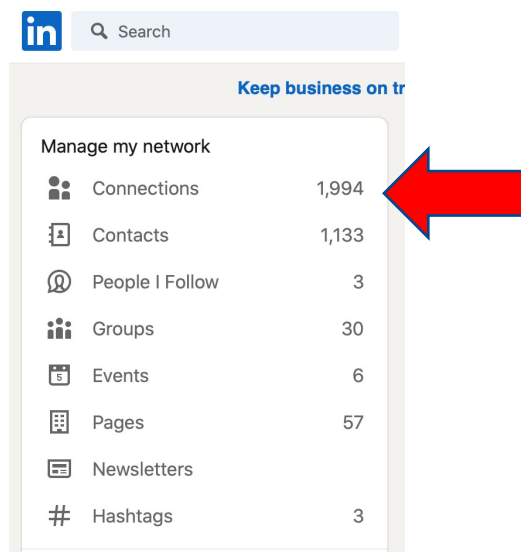 in
Search
Keep business on tr
Manage my network
Connections 1,994
Contacts 1,133
People I Follow 3
Groups 30
5
Events 6
Pages 57
Newsletters
# Hashtags 3